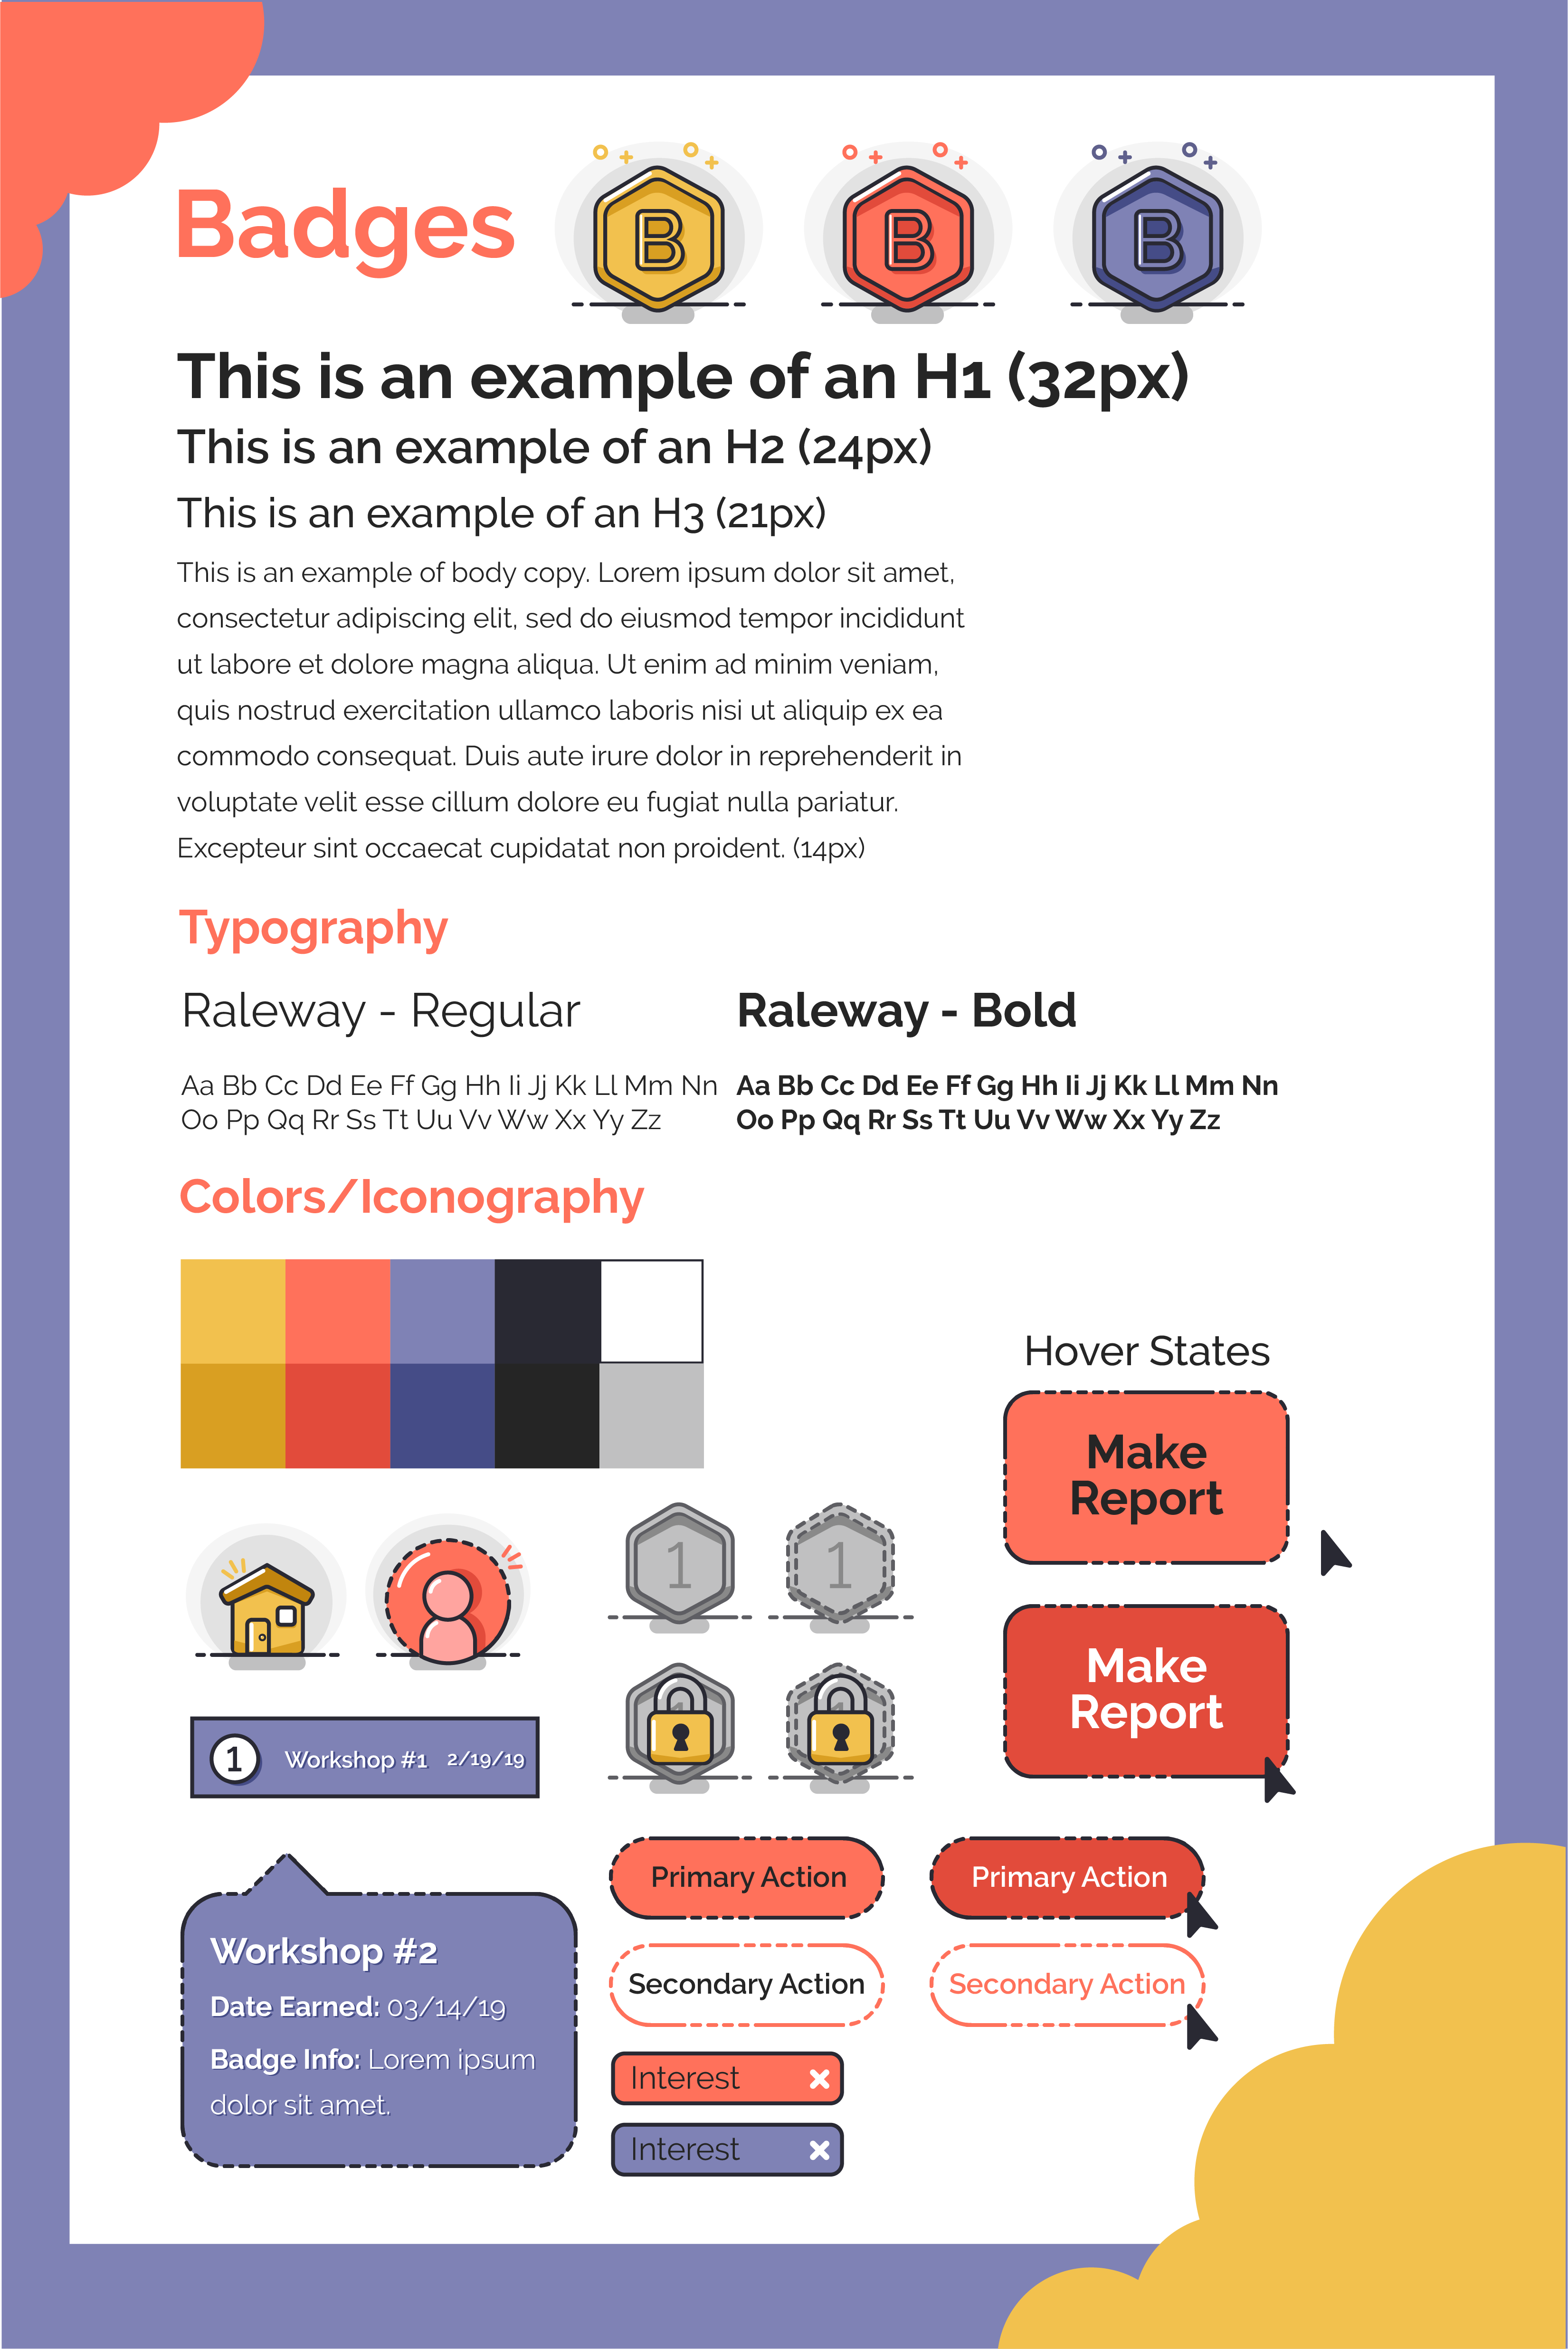 Badges
B
B
B
This is an example of an H1 (32px)
This is an example of an H2 (24px)
This is an example of an H3 (21px)
This is an example of body copy. Lorem ipsum dolor sit amet,
consectetur adipiscing elit, sed do eiusmod tempor incididunt
ut labore et dolore magna aliqua. Ut enim ad minim veniam,
quis nostrud exercitation ullamco laboris nisi ut aliquip ex ea
commodo consequat. Duis aute irure dolor in reprehenderit in
voluptate velit esse cillum dolore eu fugiat nulla pariatur.
Excepteur sint occaecat cupidatat non proident. (14px)
Typography
Raleway - Regular
Aa Bb Cc Dd Ee Ff Gg Hh Ii Jj Kk Ll Mm Nn
Oo Pp Qq Rr Ss Tt Uu Vv Ww Xx Yy Zz
Raleway - Bold
Aa Bb Cc Dd Ee Ff Gg Hh Ii Jj Kk Ll Mm Nn
Oo Pp Qq Rr Ss Tt Uu Vv Ww Xx Yy Zz
Colors/Iconography
Hover States
Make
Report
Make
Report
1
1
1 Workshop #1 2/19/19
Workshop #2
Date Earned: 03/14/19
Badge Info: Lorem ipsum
dolor sit amet.
Primary Action
Primary Action
Secondary Action
Secondary Action
Interest
Interest